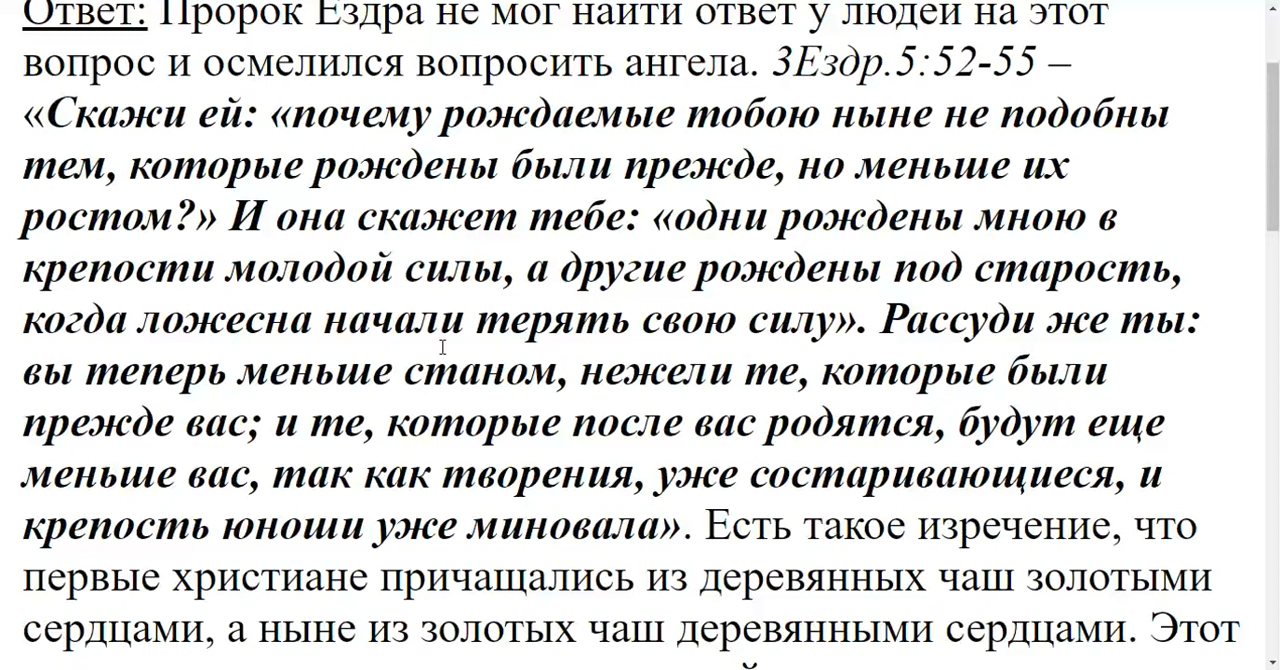 Ответ: Пророк Ездра не мог найти ответ у людей на этот
вопрос и осмелился вопросить ангела. 3Ездр.5:52-55 –
«Скажи ей: «почему рождаемые тобою ныне не подобны
тем, которые рождены были прежде, но меньше их
ростом?» И она скажет тебе: «одни рождены мною в
крепости молодой силы, а другие рождены под старость,
когда ложесна начали терять свою силу». Рассуди же ты:
вы теперь меньше станом, нежели те, которые были
прежде вас; и те, которые после вас родятся, будут еще
меньше вас, так как творения, уже состаривающиеся, и
крепость юноши уже миновала». Есть такое изречение, что
первые христиане причащались из деревянных чаш золотыми
сердцами, а ныне из золотых чаш деревянными сердцами. Этот